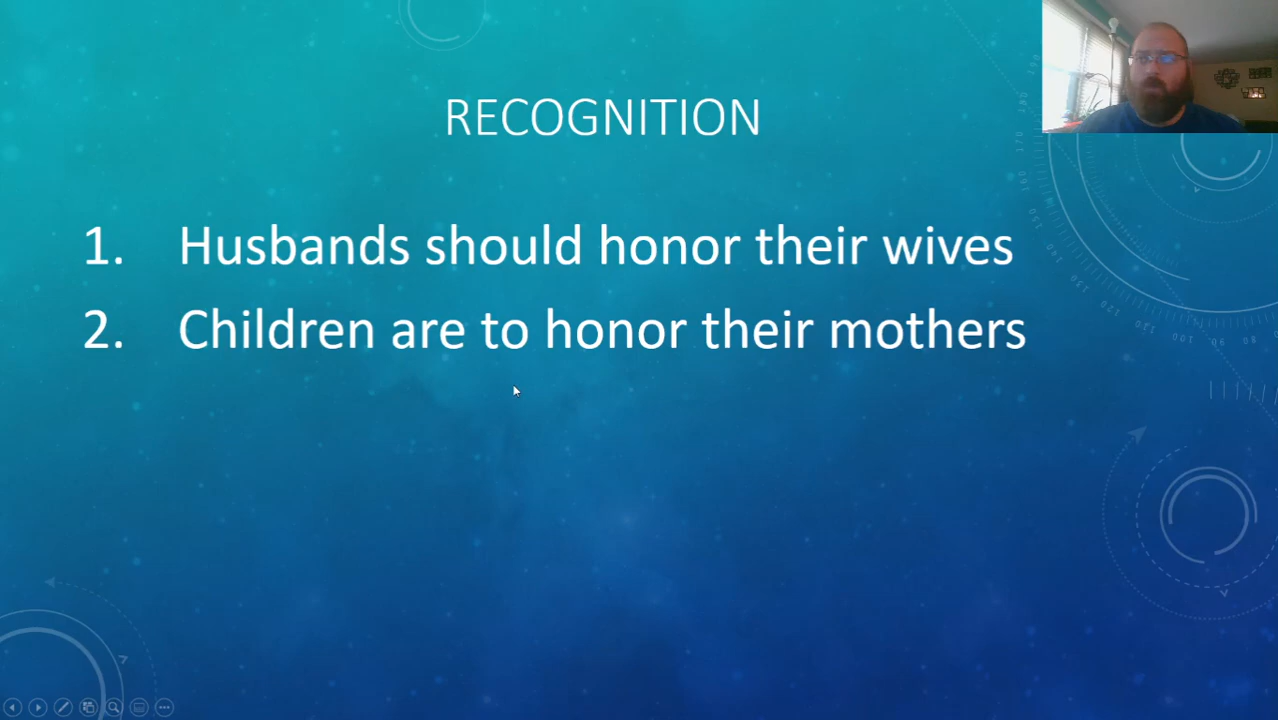 RECOGNITION
1. Husbands should honor their wives
2. Children are to honor their mothers